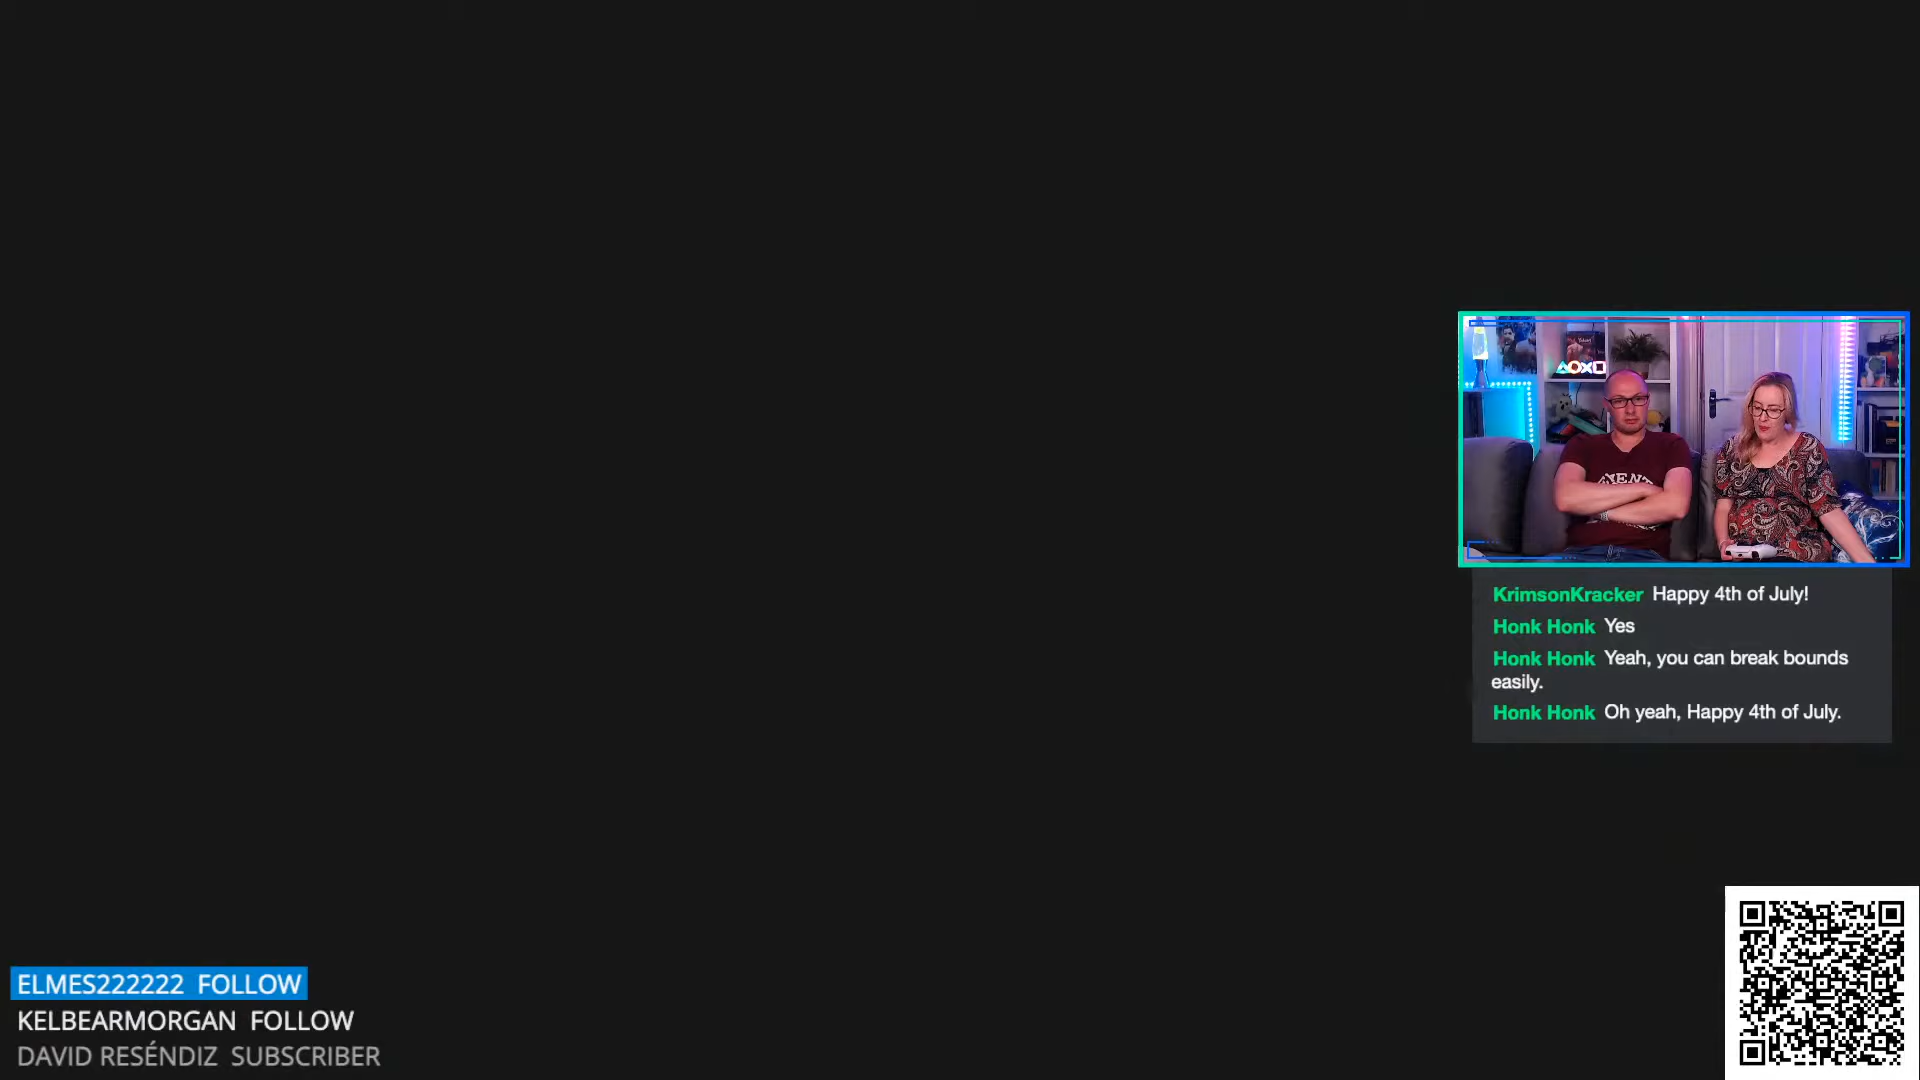 KrimsonKracker Happy 4th of July!
Honk Honk Yes
Honk Honk Yeah, you can break bounds
easily.
Honk Honk Oh yeah, Happy 4th of July.
ELMES222222 FOLLOW
KELBEARMORGAN FOLLOW
DAVID RESÉNDIZ SUBSCRIBER